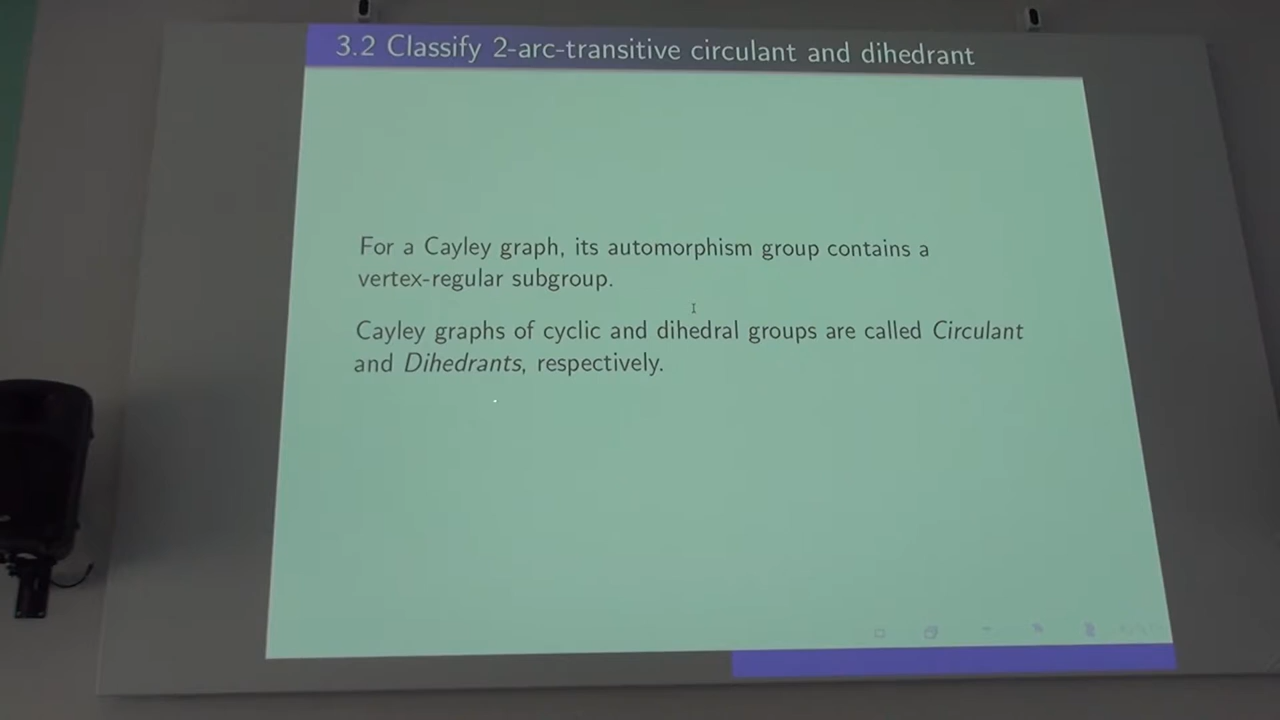 3.2 Classify 2-arc-transitive circulant and dihedrant
For a Cayley graph, its automorphism group contains a
vertex-regular subgroup.
Cayley graphs of cyclic and dihedral groups are called Circulant
and Dihedrants, respectively.